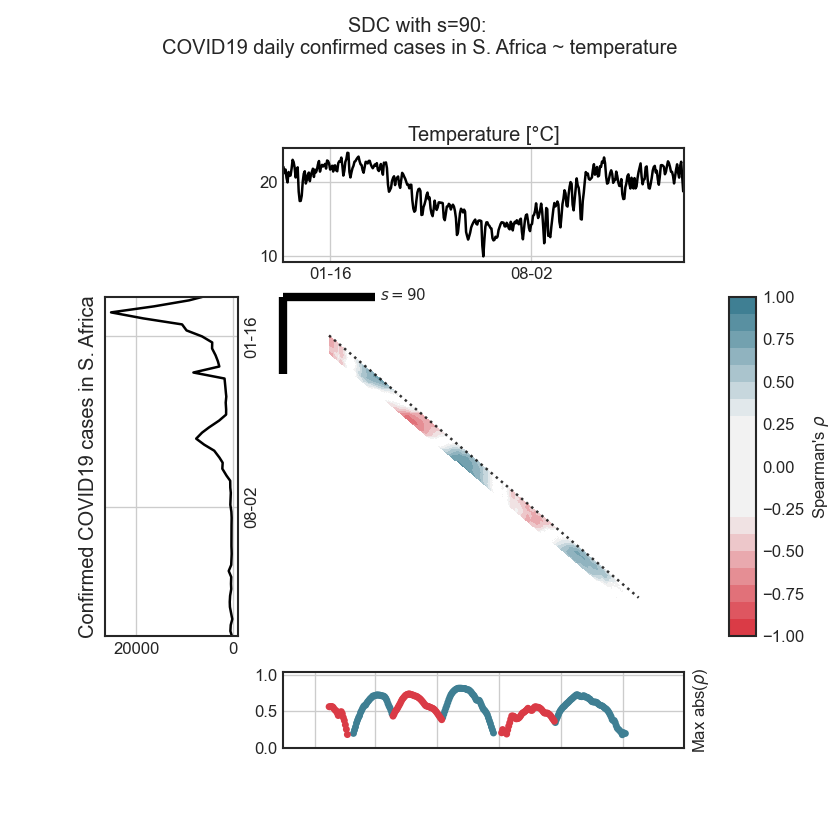 SDC with s=90:
COVID19 daily confirmed cases in S. Africa ~ temperature
Temperature [°C]
20
10
01-16
08-02
s = 90
Confirmed COVID19 cases in S. Africa
01-16
08-02
20000
0
1.00
0.75
0.50
0.25
0.00
−0.25
−0.50
−0.75
−1.00
Spearman's ρ
1.0
0.5
0.0
Max abs(ρ)